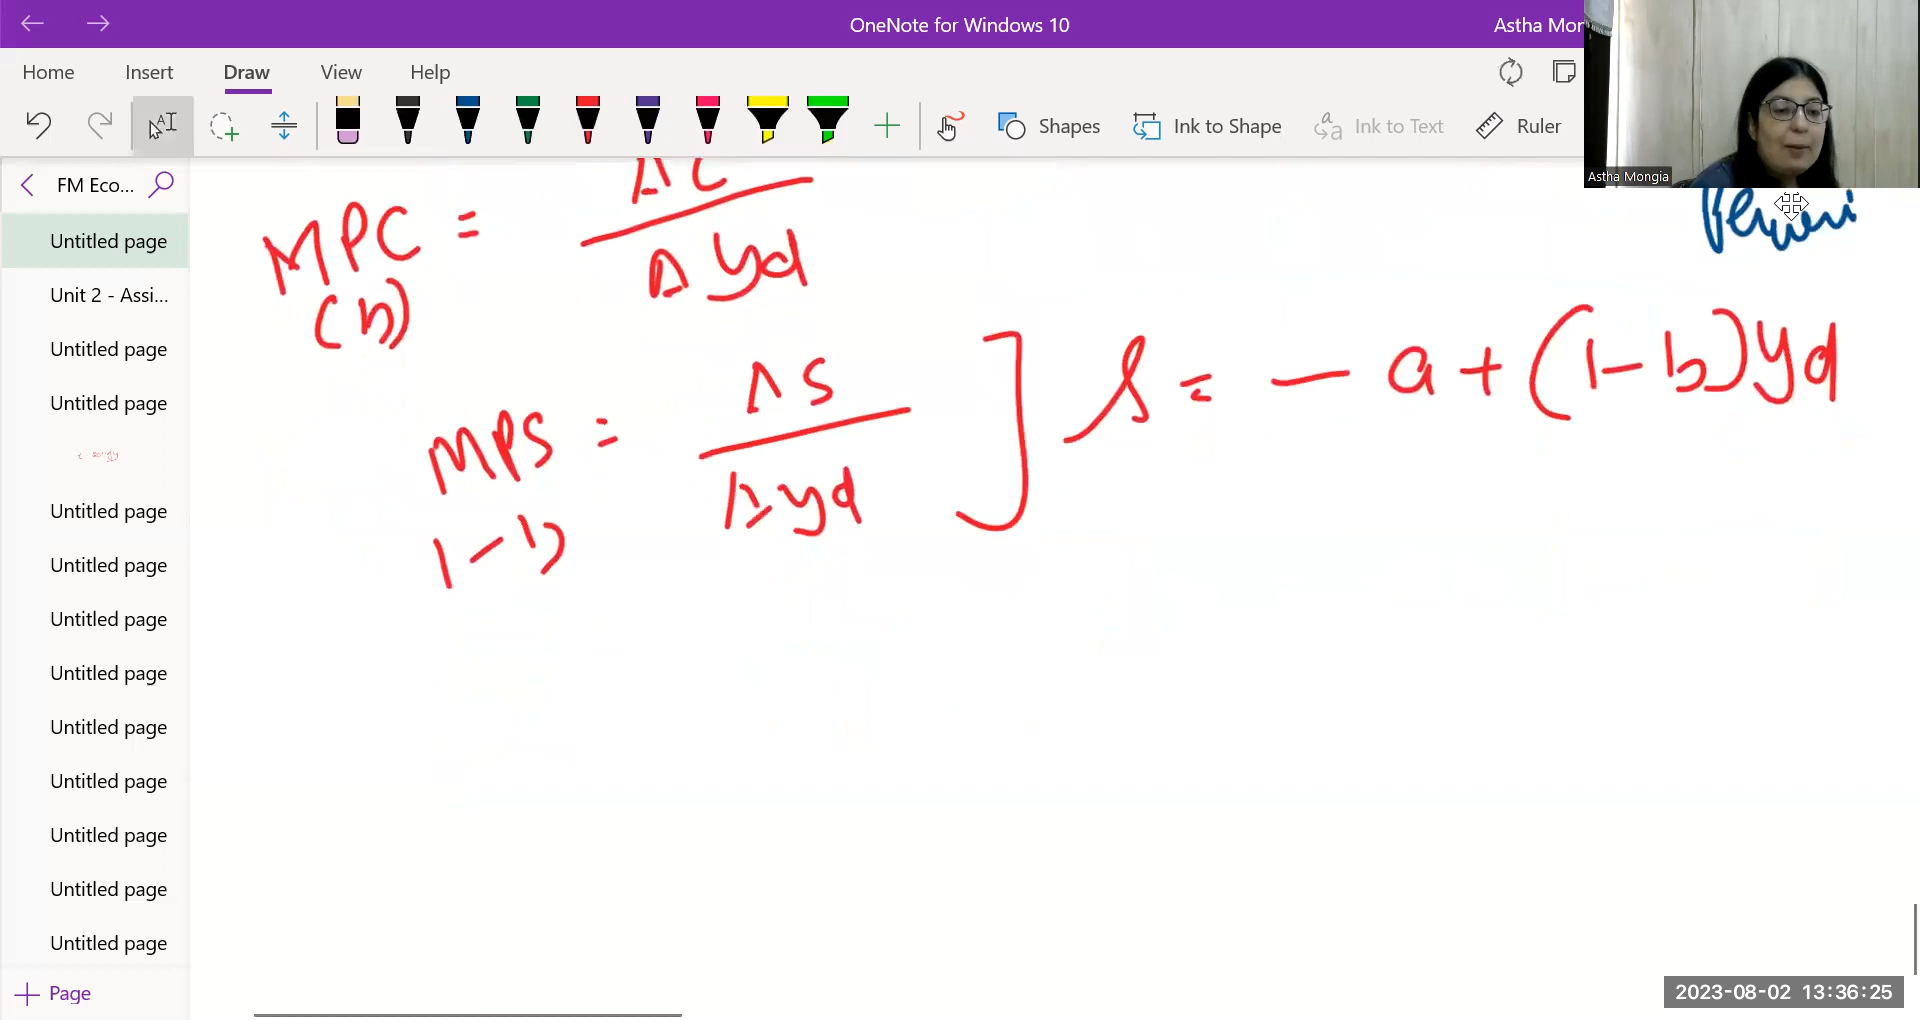 OneNote for Windows 10
Astha Mon
Home Insert Draw View Help
Shapes Ink to Shape Ink to Text Ruler
Astha Mongia
FM Eco...
Untitled page
Unit 2 - Assi...
Untitled page
Untitled page
Untitled page
Untitled page
Untitled page
Untitled page
Untitled page
Untitled page
Untitled page
Untitled page
Untitled page
Page
MPC = ΔC
Δyd
(b)
MPS = ΔS
Δyd
1-b
S = - a + (1-b)yd
2023-08-02 13:36:25